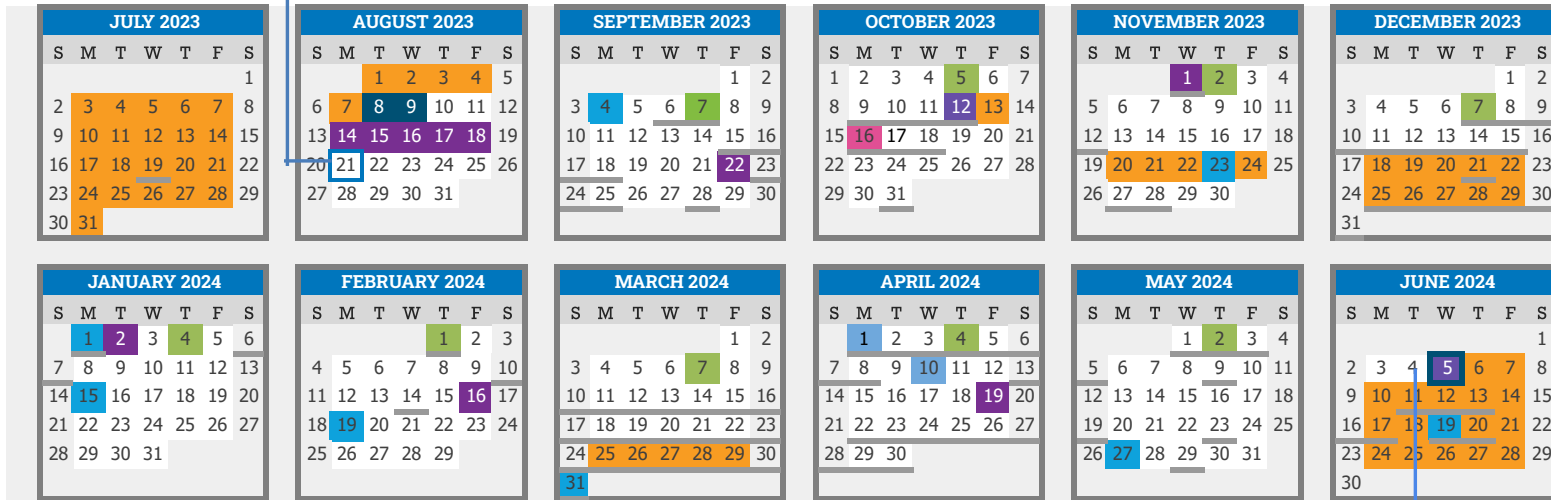 JULY 2023
S M T W T F S
1
2 3 4 5 6 7 8
9 10 11 12 13 14 15
16 17 18 19 20 21 22
23 24 25 26 27 28 29
30 31
AUGUST 2023
S M T W T F S
1 2 3 4 5
6 7 8 9 10 11 12
13 14 15 16 17 18 19
20 21 22 23 24 25 26
27 28 29 30 31
SEPTEMBER 2023
S M T W T F S
1 2
3 4 5 6 7 8 9
10 11 12 13 14 15 16
17 18 19 20 21 22 23
24 25 26 27 28 29 30
OCTOBER 2023
S M T W T F S
1 2 3 4 5 6 7
8 9 10 11 12 13 14
15 16 17 18 19 20 21
22 23 24 25 26 27 28
29 30 31
NOVEMBER 2023
S M T W T F S
1 2 3 4
5 6 7 8 9 10 11
12 13 14 15 16 17 18
19 20 21 22 23 24 25
26 27 28 29 30
DECEMBER 2023
S M T W T F S
1 2
3 4 5 6 7 8 9
10 11 12 13 14 15 16
17 18 19 20 21 22 23
24 25 26 27 28 29 30
31
JANUARY 2024
S M T W T F S
1 2 3 4 5 6
7 8 9 10 11 12 13
14 15 16 17 18 19 20
21 22 23 24 25 26 27
28 29 30 31
FEBRUARY 2024
S M T W T F S
1 2 3
4 5 6 7 8 9 10
11 12 13 14 15 16 17
18 19 20 21 22 23 24
25 26 27 28 29
MARCH 2024
S M T W T F S
1 2
3 4 5 6 7 8 9
10 11 12 13 14 15 16
17 18 19 20 21 22 23
24 25 26 27 28 29 30
31
APRIL 2024
S M T W T F S
1 2 3 4 5 6
7 8 9 10 11 12 13
14 15 16 17 18 19 20
21 22 23 24 25 26 27
28 29 30
MAY 2024
S M T W T F S
1 2 3 4
5 6 7 8 9 10 11
12 13 14 15 16 17 18
19 20 21 22 23 24 25
26 27 28 29 30 31
JUNE 2024
S M T W T F S
1
2 3 4 5 6 7 8
9 10 11 12 13 14 15
16 17 18 19 20 21 22
23 24 25 26 27 28 29
30